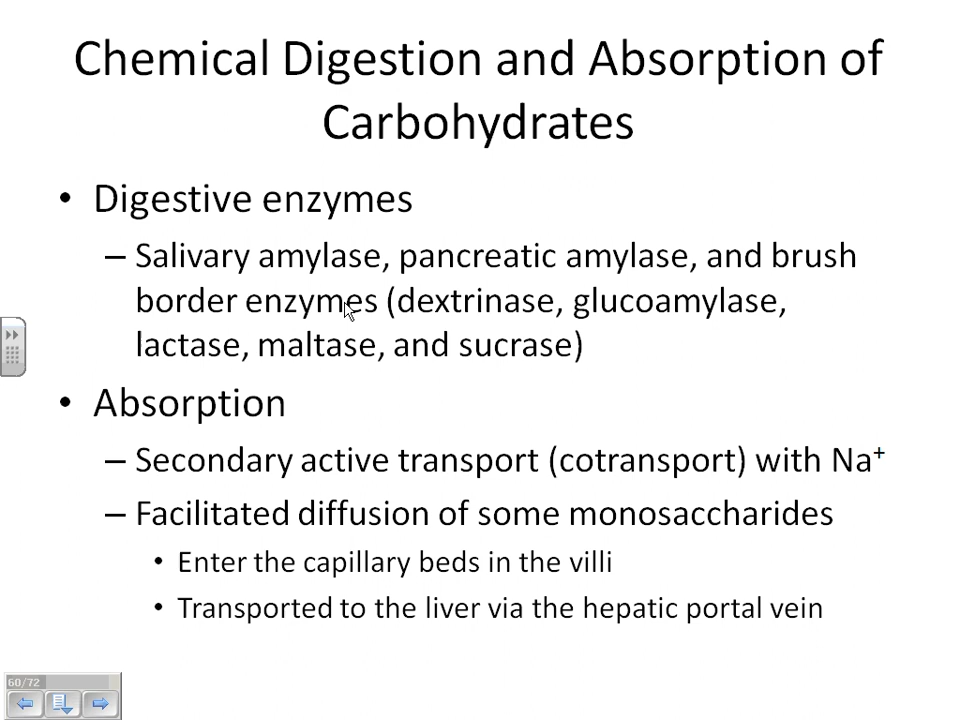 Chemical Digestion and Absorption of
Carbohydrates
• Digestive enzymes
– Salivary amylase, pancreatic amylase, and brush
border enzymes (dextrinase, glucoamylase,
lactase, maltase, and sucrase)
• Absorption
– Secondary active transport (cotransport) with Na⁺
– Facilitated diffusion of some monosaccharides
• Enter the capillary beds in the villi
• Transported to the liver via the hepatic portal vein
60/72